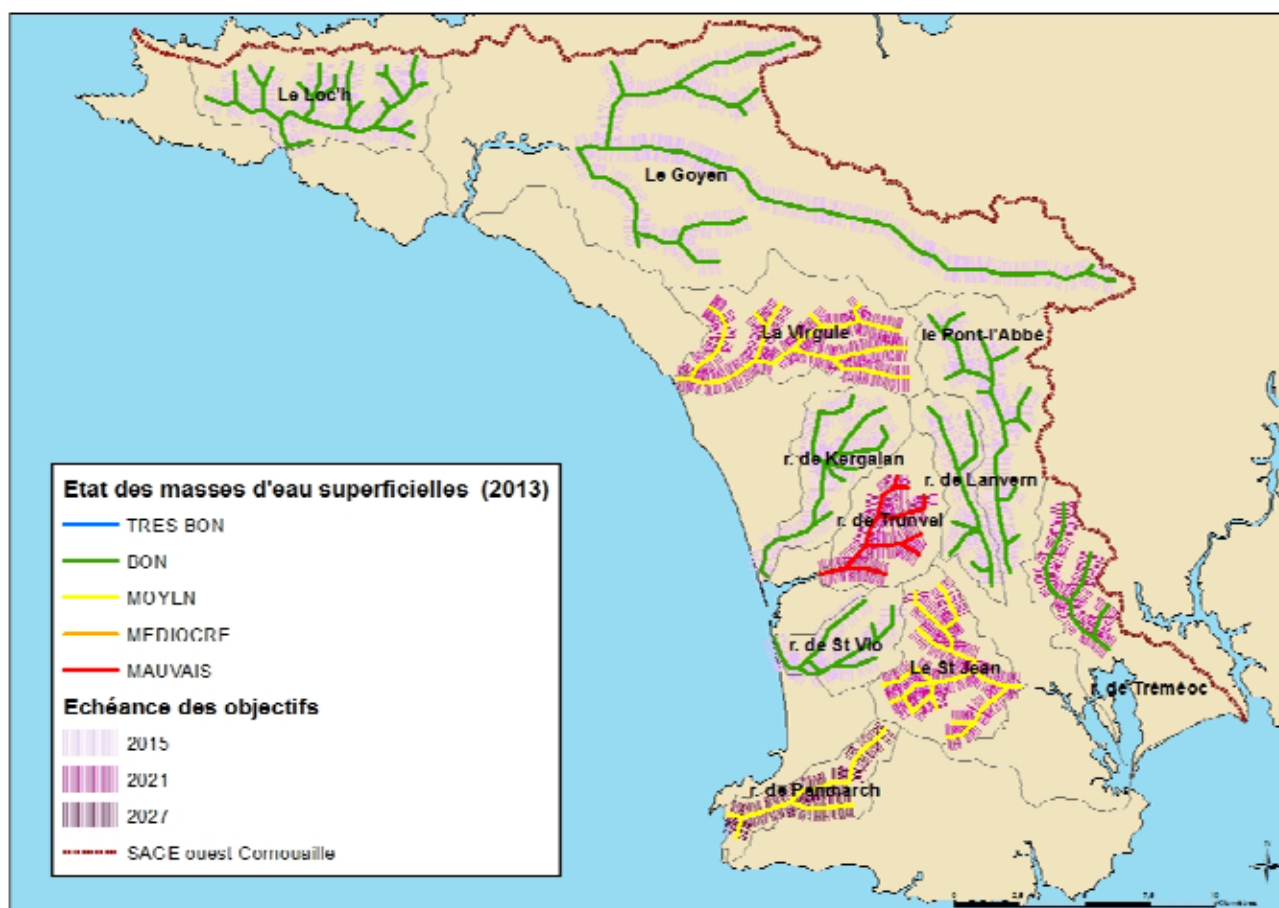 Le Loc'h
Le Goyen
La Virgule
le Pont-l'Abbé
r. de Kergalan
r. de Lanvern
r. de Trunvel
r. de St Vio
Le St Jean
r. de Tréméoc
r. de Penmarch
Etat des masses d'eau superficielles (2013)
TRES BON
BON
MOYEN
MEDIOCRE
MAUVAIS
Echéance des objectifs
2015
2021
2027
SAGE ouest Cornouaille
0
10